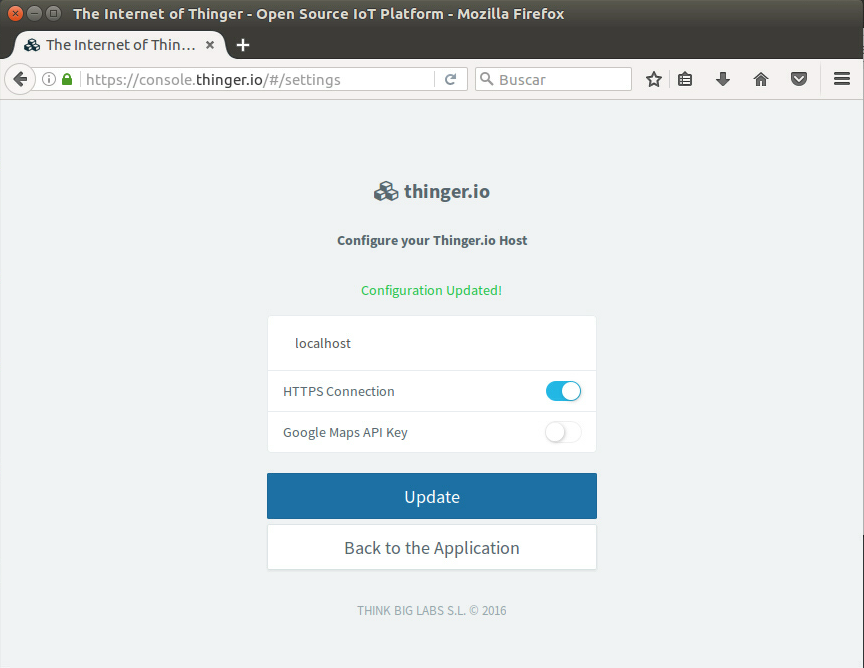 The Internet of Thinger - Open Source IoT Platform - Mozilla Firefox
The Internet of Thin...
https://console.thinger.io/#/settings
Buscar
thinger.io
Configure your Thinger.io Host
Configuration Updated!
localhost
HTTPS Connection
Google Maps API Key
Update
Back to the Application
THINK BIG LABS S.L. © 2016